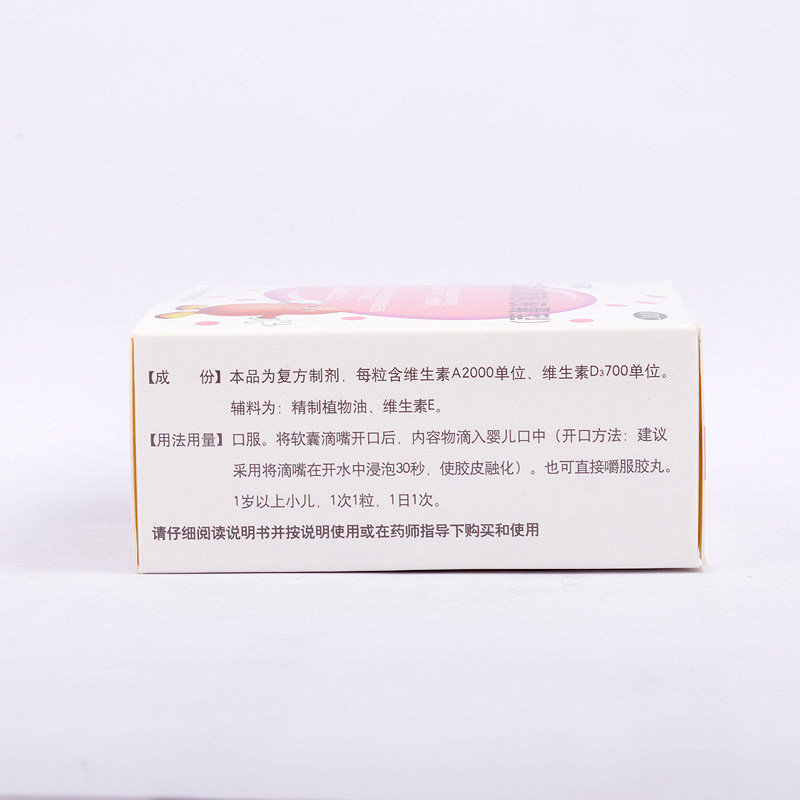 【成 份】本品为复方制剂，每粒含维生素A2000单位、维生素D₃700单位。
辅料为：精制植物油、维生素E。
【用法用量】口服。将软囊滴嘴开口后，内容物滴入婴儿口中（开口方法：建议
采用将滴嘴在开水中浸泡30秒，使胶皮融化）。也可直接嚼服胶丸。
1岁以上小儿，1次1粒，1日1次。
请仔细阅读说明书并按说明使用或在药师指导下购买和使用